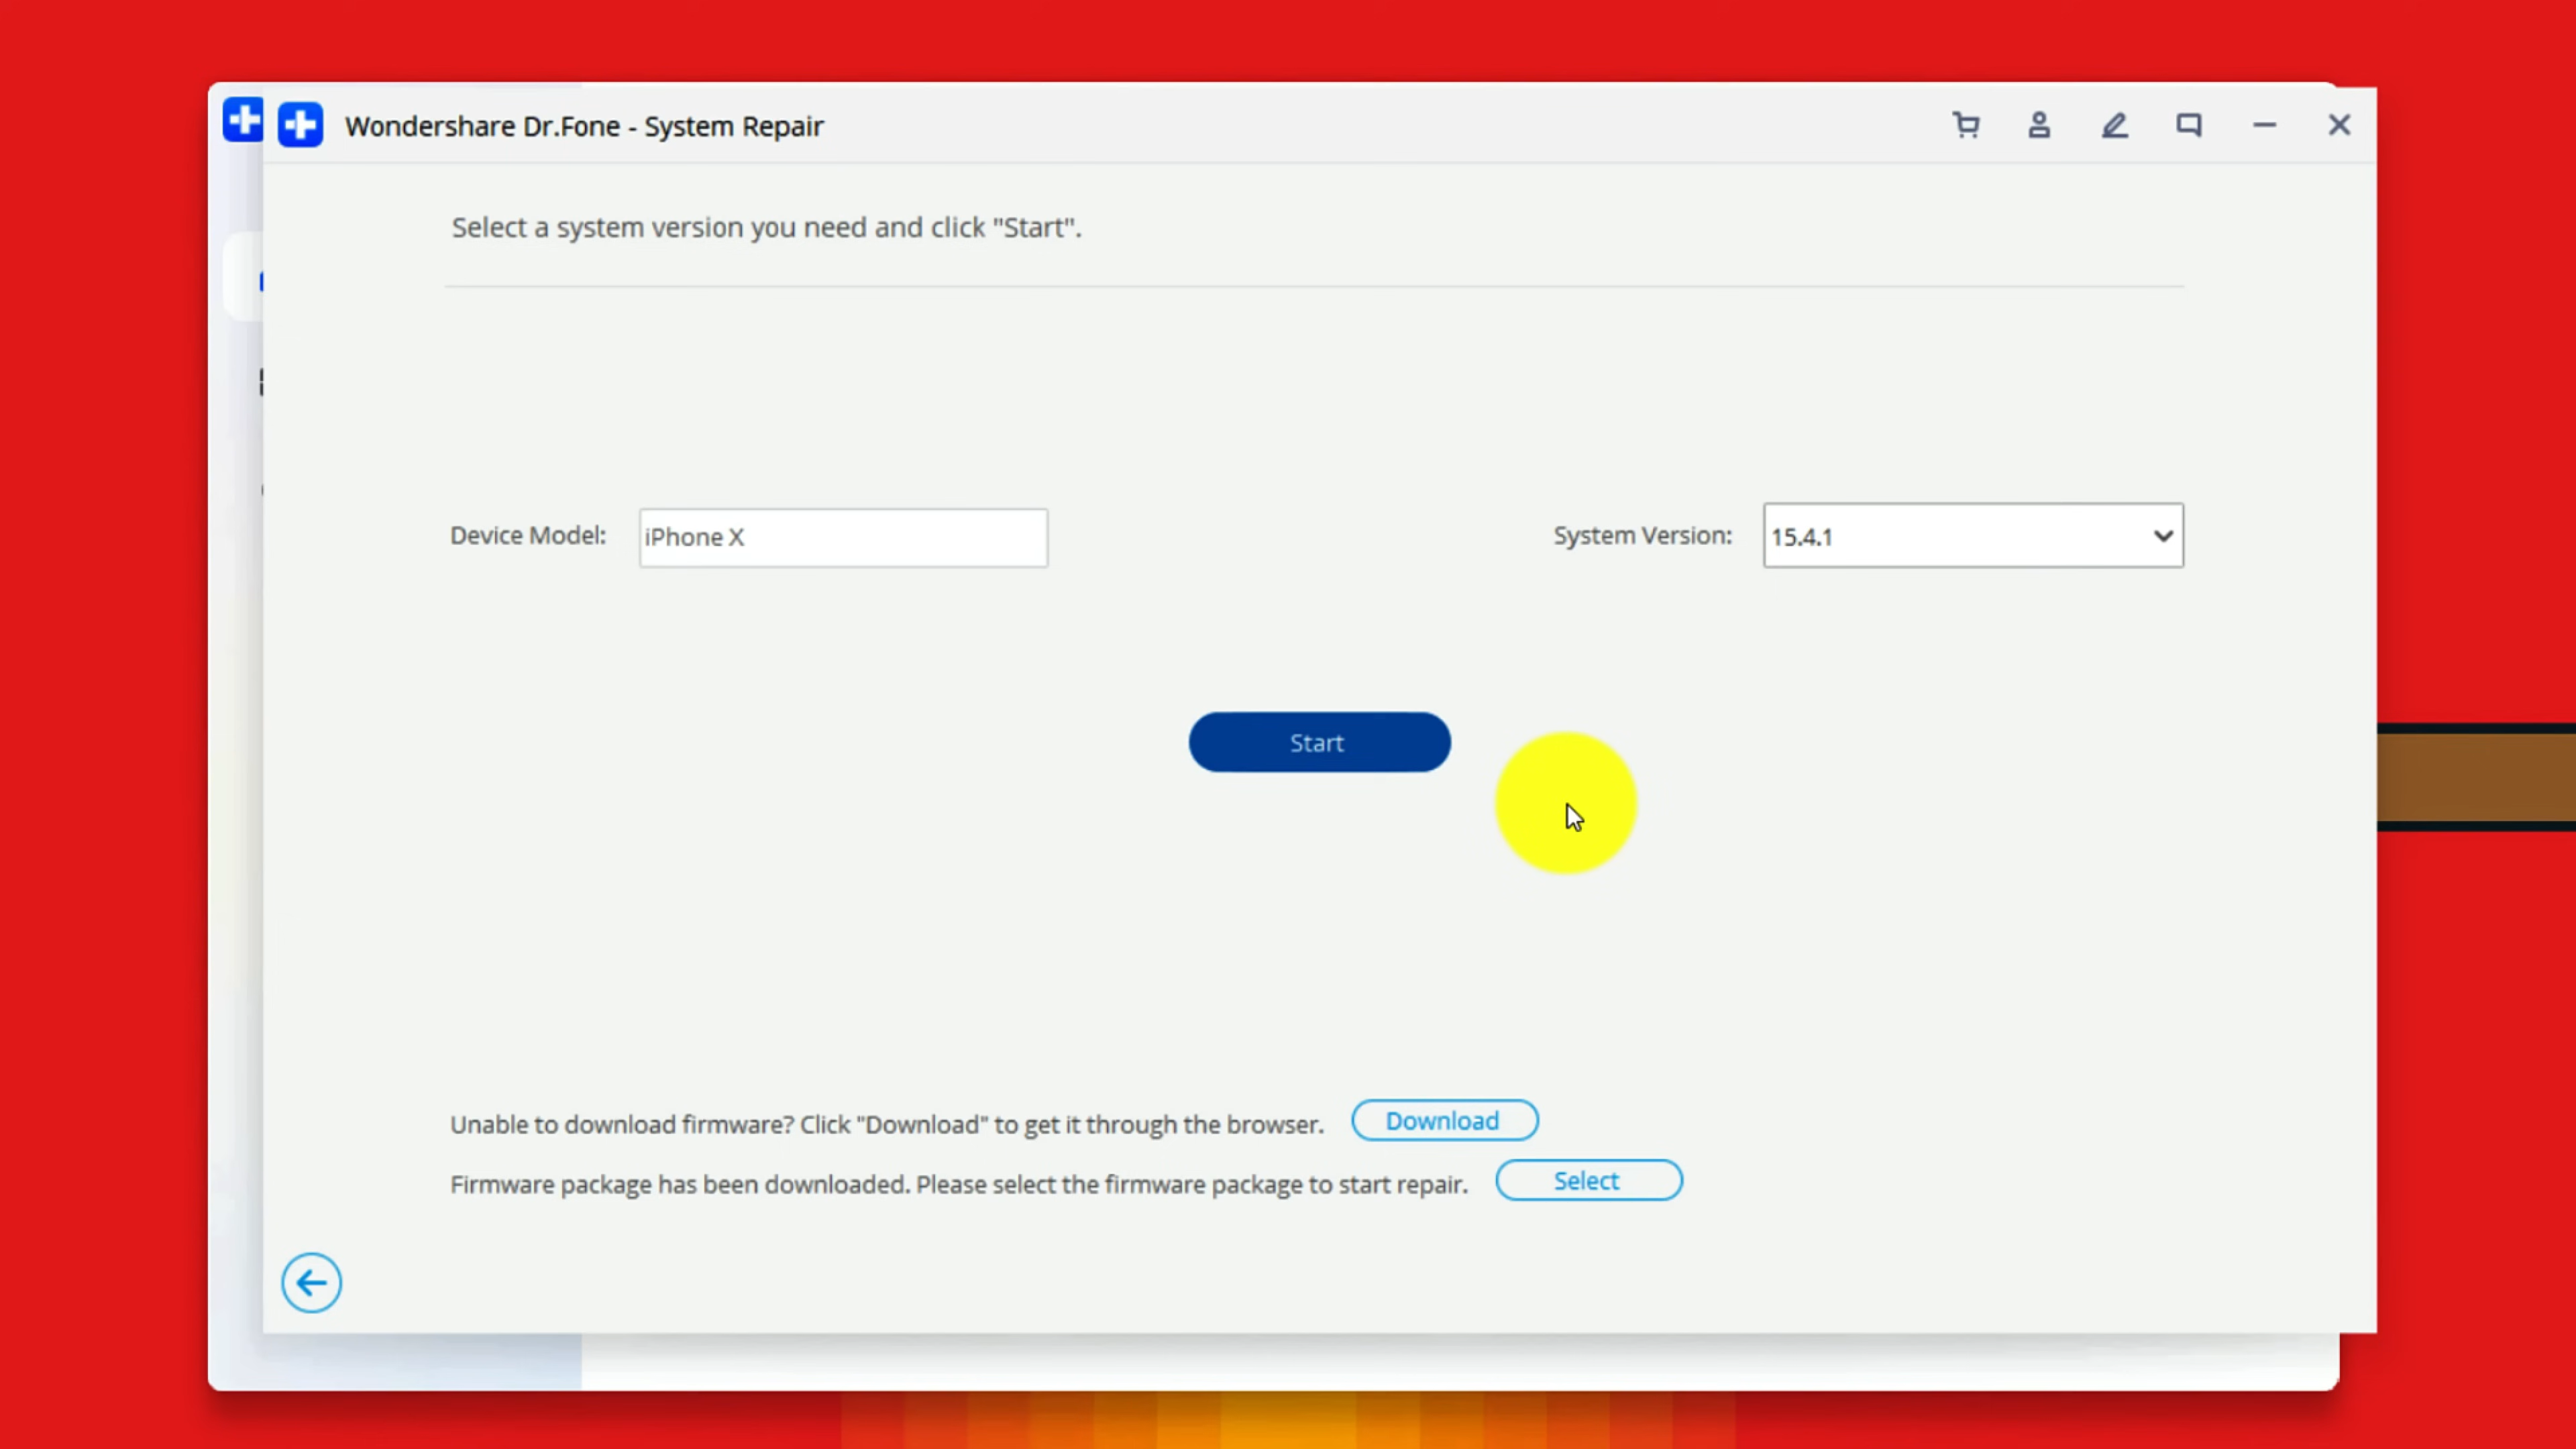 Wondershare Dr.Fone - System Repair
Select a system version you need and click "Start".
Device Model:
iPhone X
System Version:
15.4.1
Start
Unable to download firmware? Click "Download" to get it through the browser.
Download
Firmware package has been downloaded. Please select the firmware package to start repair.
Select